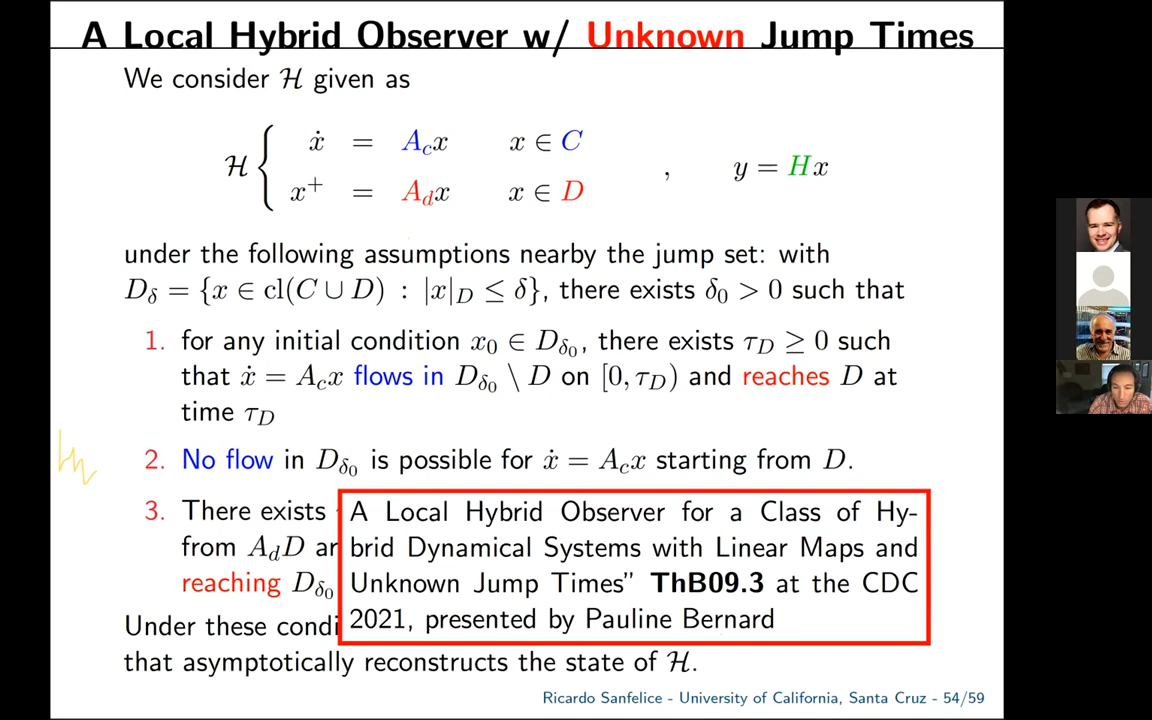 A Local Hybrid Observer w/ Unknown Jump Times
We consider ℋ given as
ℋ { ẋ = A_c x x ∈ C
x⁺ = A_d x x ∈ D , y = Hx
under the following assumptions nearby the jump set: with
D_δ = {x ∈ cl(C ∪ D) : |x|_D ≤ δ}, there exists δ₀ > 0 such that
1. for any initial condition x₀ ∈ D_δ₀, there exists τ_D ≥ 0 such
that ẋ = A_c x flows in D_δ₀ \ D on [0, τ_D) and reaches D at
time τ_D
2. No flow in D_δ₀ is possible for ẋ = A_c x starting from D.
3. There exists
from A_d D
reaching D_δ₀
Under these
A Local Hybrid Observer for a Class of Hy-
brid Dynamical Systems with Linear Maps and
Unknown Jump Times" ThB09.3 at the CDC
2021, presented by Pauline Bernard
that asymptotically reconstructs the state of ℋ.
Ricardo Sanfelice - University of California, Santa Cruz - 54/59